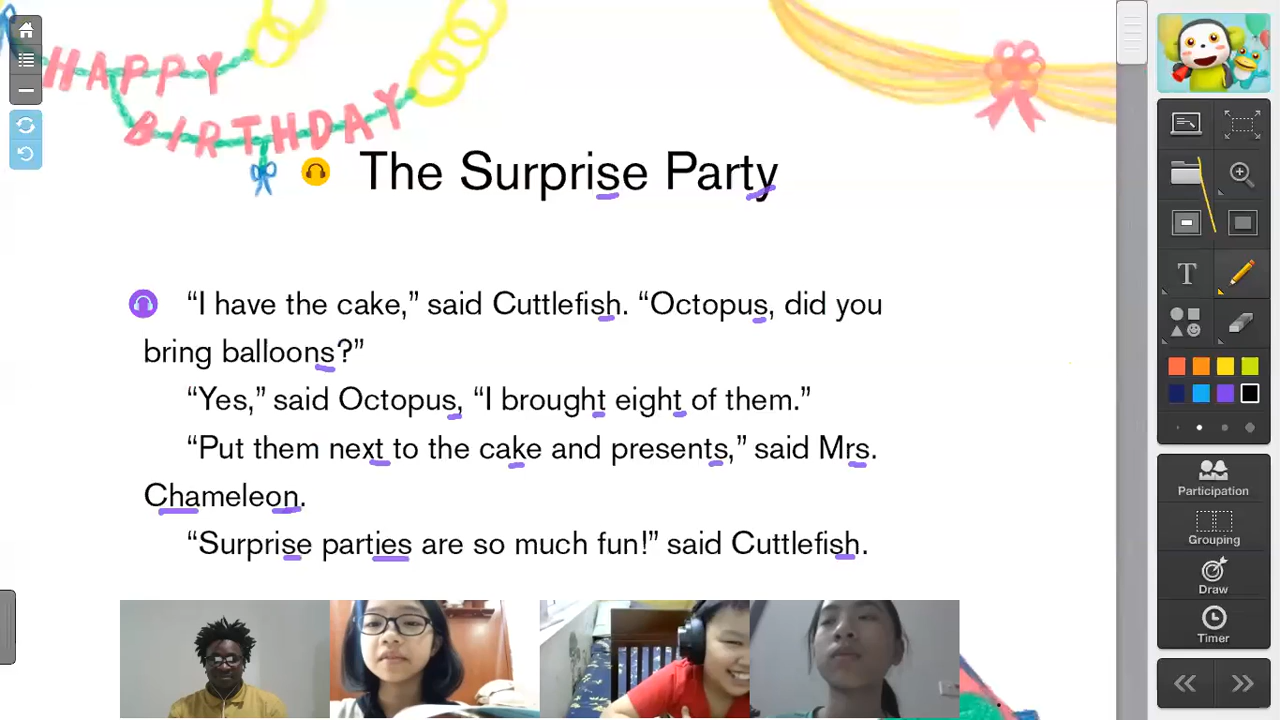 HAPPY
BIRTHDAY
The Surprise Party
“I have the cake,” said Cuttlefish. “Octopus, did you
bring balloons?”
“Yes,” said Octopus, “I brought eight of them.”
“Put them next to the cake and presents,” said Mrs.
Chameleon.
“Surprise parties are so much fun!” said Cuttlefish.
T
Participation
Grouping
Draw
Timer